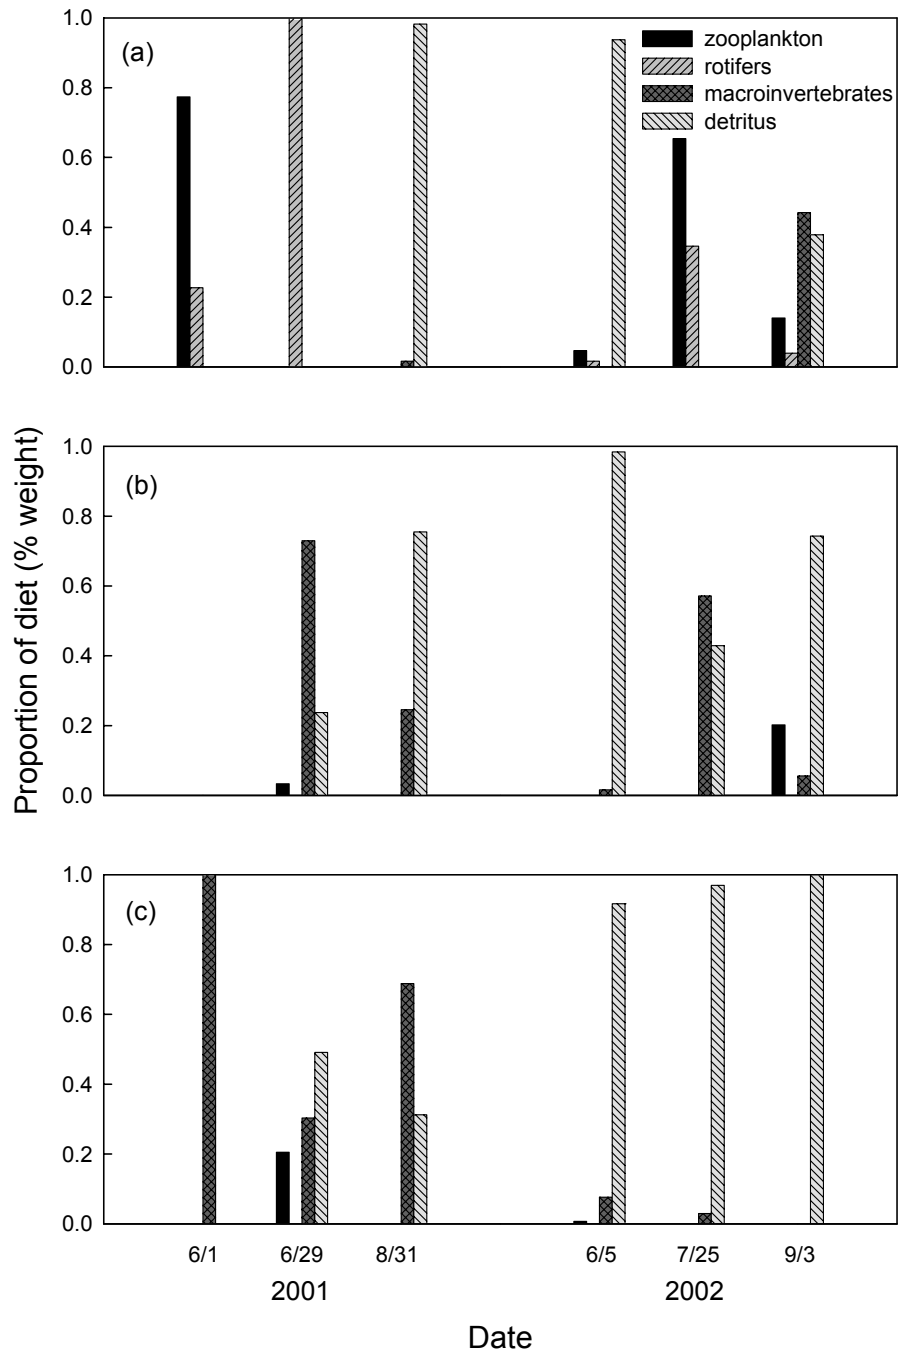 (a)
zooplankton
rotifers
macroinvertebrates
detritus
1.0
0.8
0.6
0.4
0.2
0.0
Proportion of diet (% weight)
(b)
1.0
0.8
0.6
0.4
0.2
0.0
(c)
1.0
0.8
0.6
0.4
0.2
0.0
6/1 6/29 8/31 6/5 7/25 9/3
2001 2002
Date